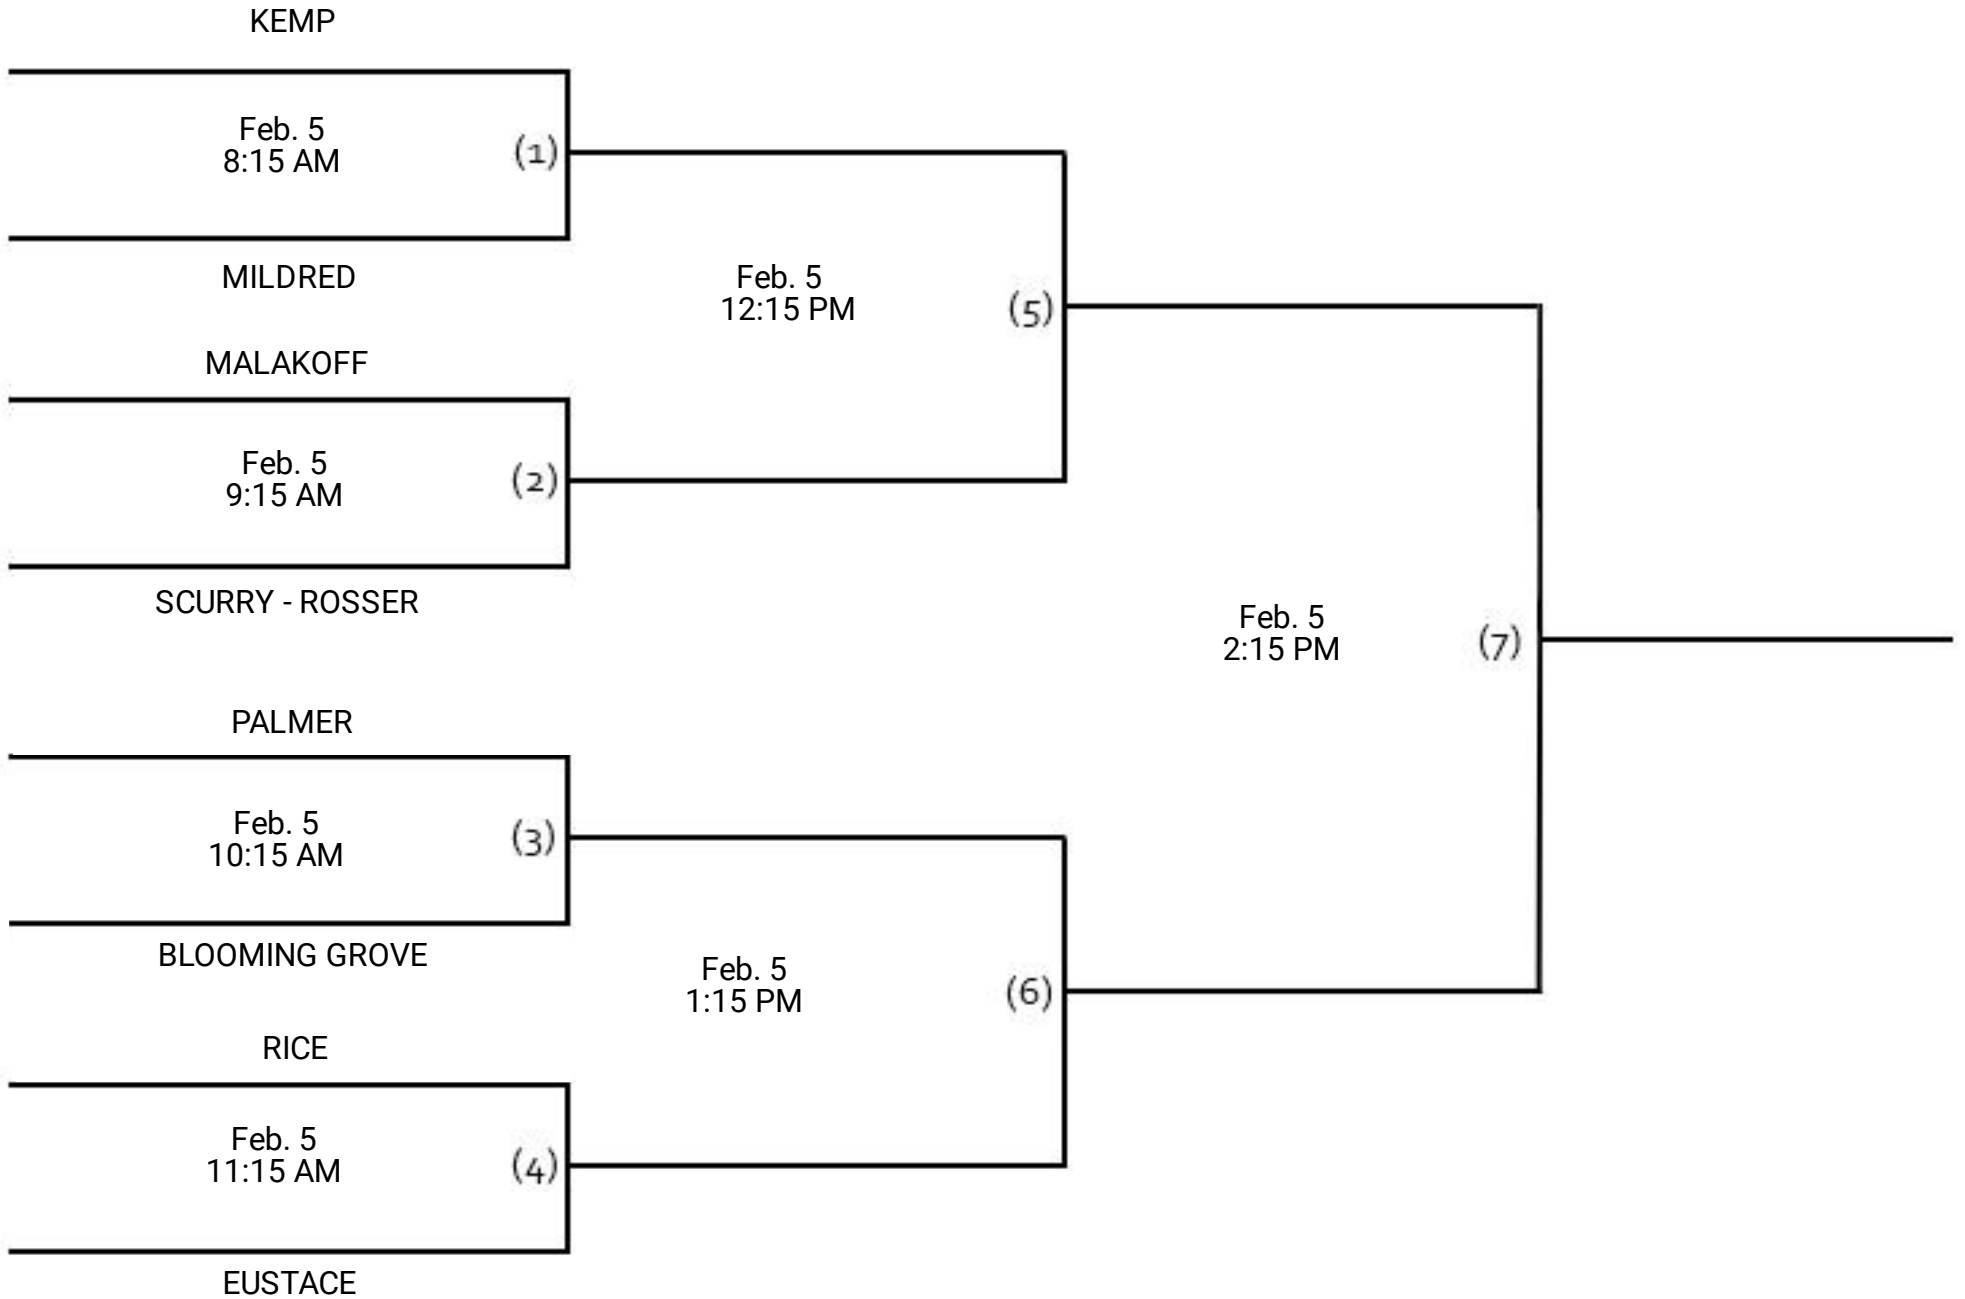 KEMP
Feb. 5
8:15 AM
(1)
MILDRED
Feb. 5
12:15 PM
(5)
MALAKOFF
Feb. 5
9:15 AM
(2)
SCURRY - ROSSER
Feb. 5
2:15 PM
(7)
PALMER
Feb. 5
10:15 AM
(3)
BLOOMING GROVE
Feb. 5
1:15 PM
(6)
RICE
Feb. 5
11:15 AM
(4)
EUSTACE